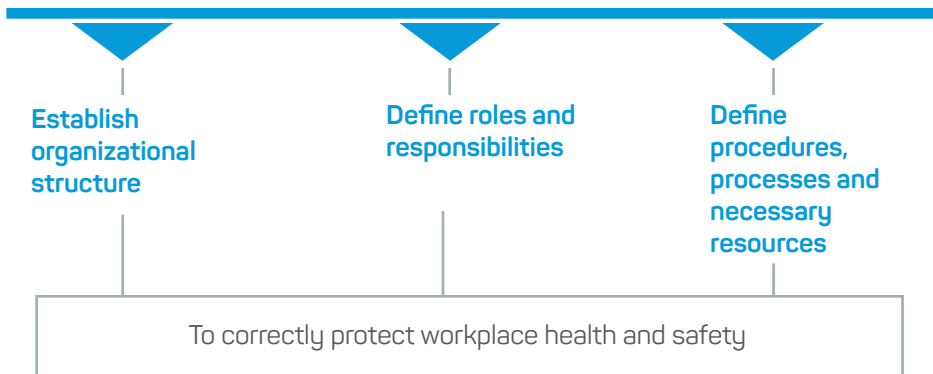 Establish
organizational
structure
Define roles and
responsibilities
Define
procedures,
processes and
necessary
resources
To correctly protect workplace health and safety